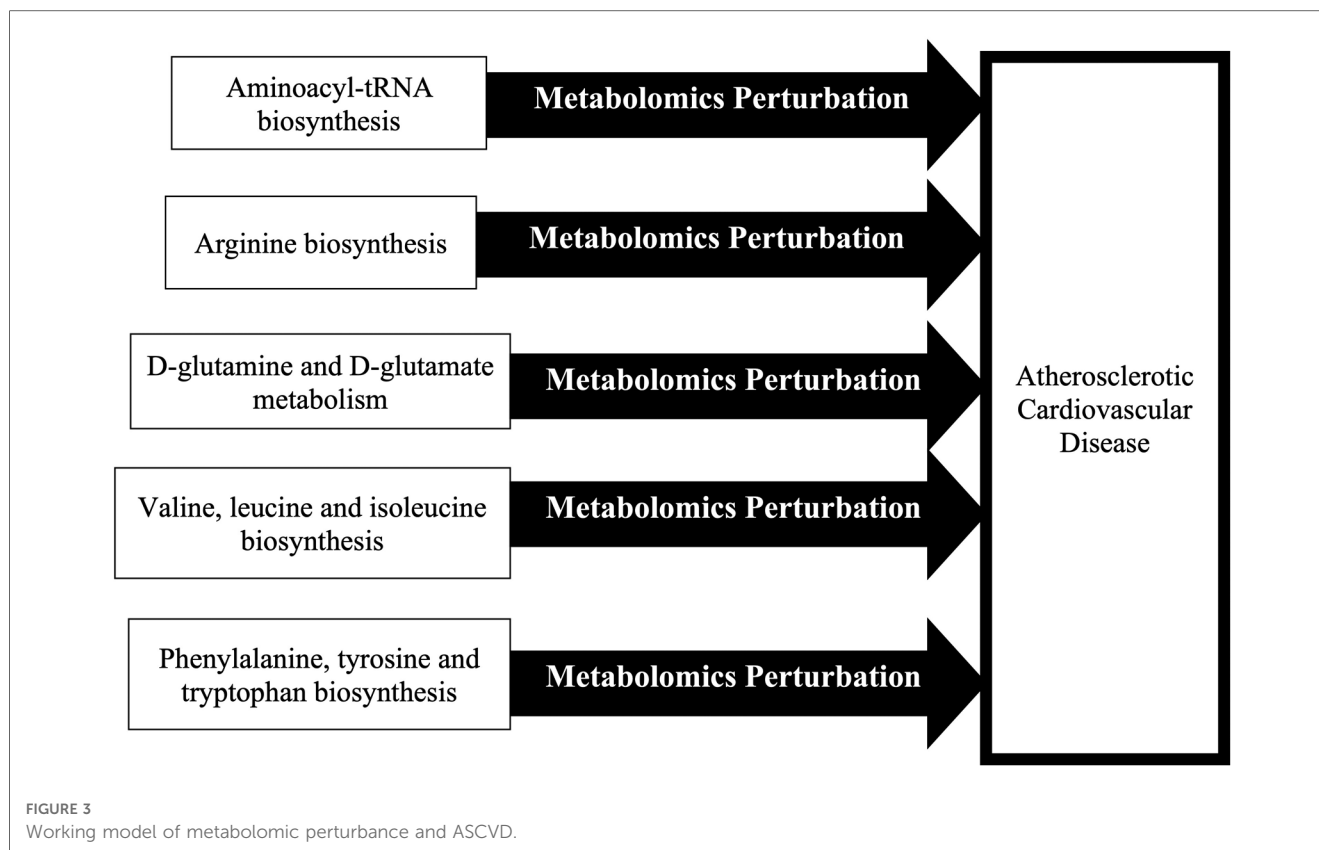 Aminoacyl-tRNA
biosynthesis
Metabolomics Perturbation
Arginine biosynthesis
Metabolomics Perturbation
D-glutamine and D-glutamate
metabolism
Metabolomics Perturbation
Valine, leucine and isoleucine
biosynthesis
Metabolomics Perturbation
Phenylalanine, tyrosine and
tryptophan biosynthesis
Metabolomics Perturbation
Atherosclerotic
Cardiovascular
Disease
FIGURE 3
Working model of metabolomic perturbance and ASCVD.